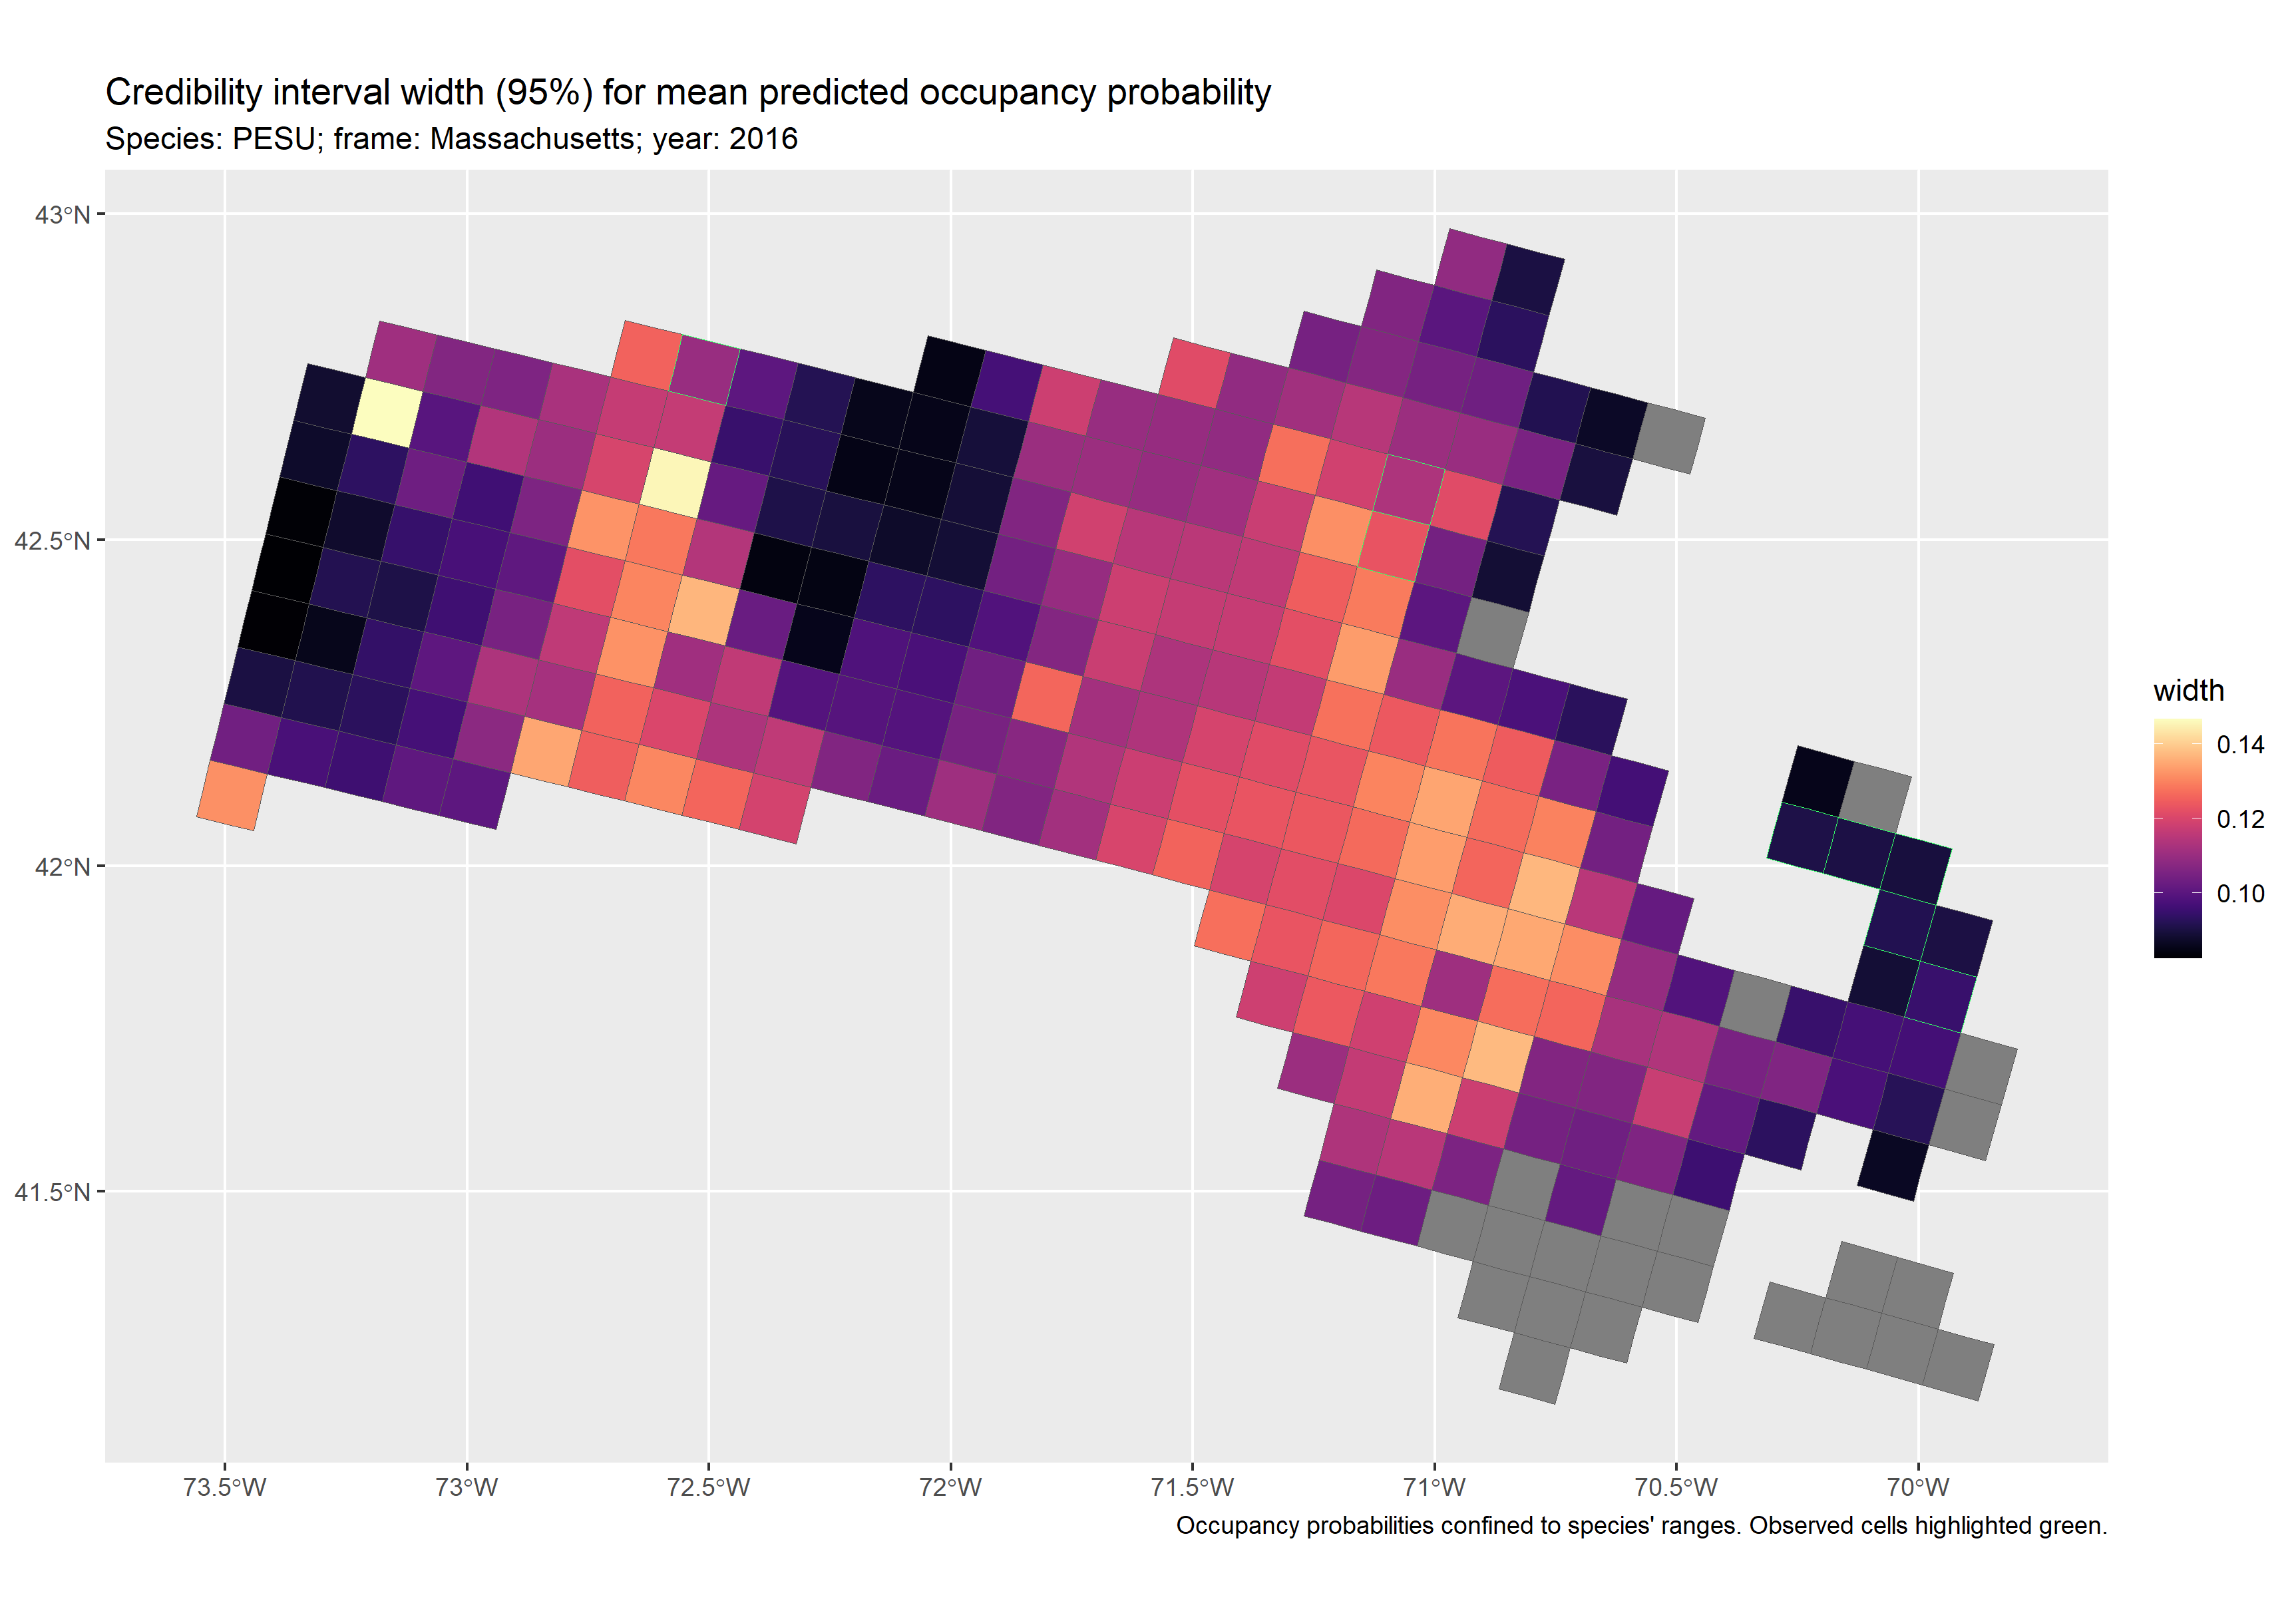 Credibility interval width (95%) for mean predicted occupancy probability
Species: PESU; frame: Massachusetts; year: 2016
43°N
42.5°N
42°N
41.5°N
73.5°W
73°W
72.5°W
72°W
71.5°W
71°W
70.5°W
70°W
width
0.14
0.12
0.10
Occupancy probabilities confined to species' ranges. Observed cells highlighted green.